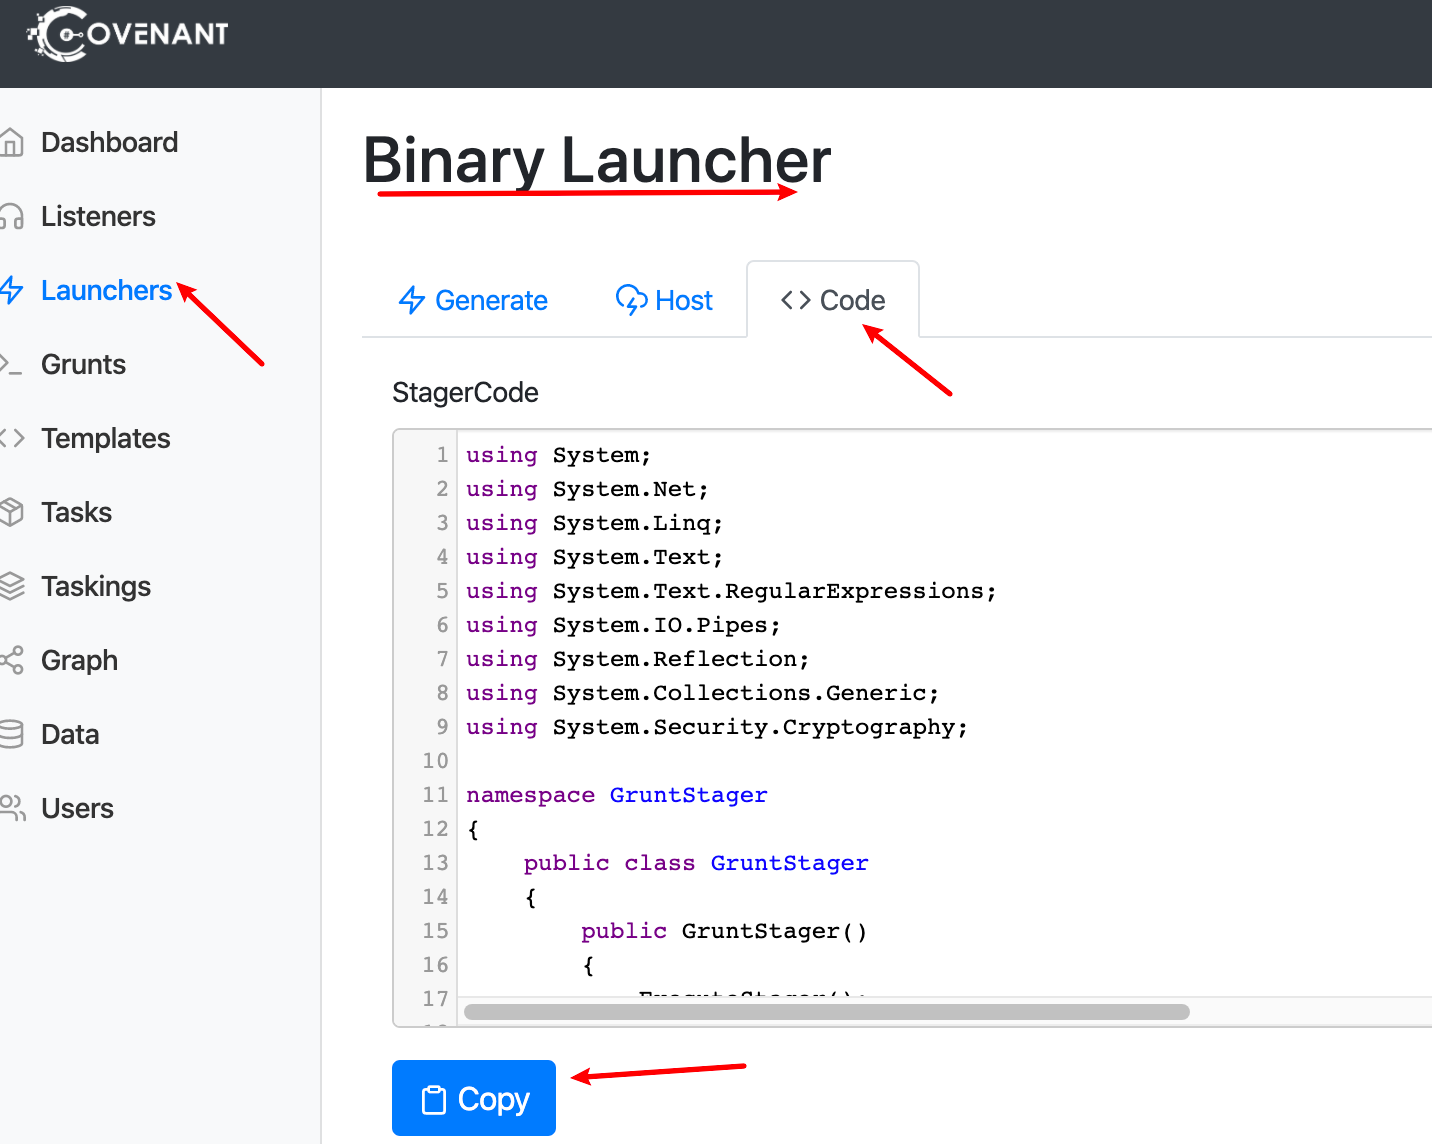 COVENANT
Dashboard
Listeners
Launchers
Grunts
Templates
Tasks
Taskings
Graph
Data
Users
Binary Launcher
Generate
Host
<> Code
StagerCode
1 using System;
2 using System.Net;
3 using System.Linq;
4 using System.Text;
5 using System.Text.RegularExpressions;
6 using System.IO.Pipes;
7 using System.Reflection;
8 using System.Collections.Generic;
9 using System.Security.Cryptography;
10
11 namespace GruntStager
12 {
13 public class GruntStager
14 {
15 public GruntStager()
16 {
17 ExecuteStager();
Copy